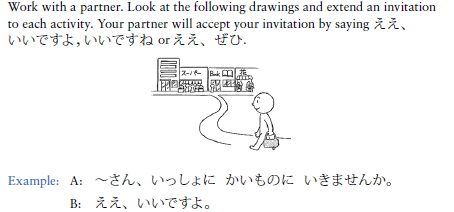 Work with a partner. Look at the following drawings and extend an invitation
to each activity. Your partner will accept your invitation by saying ええ、
いいですよ, いいですね or ええ、ぜひ.
スーパー Book 花
Example: A: 〜さん、いっしょに かいものに いきませんか。
B: ええ、いいですよ。